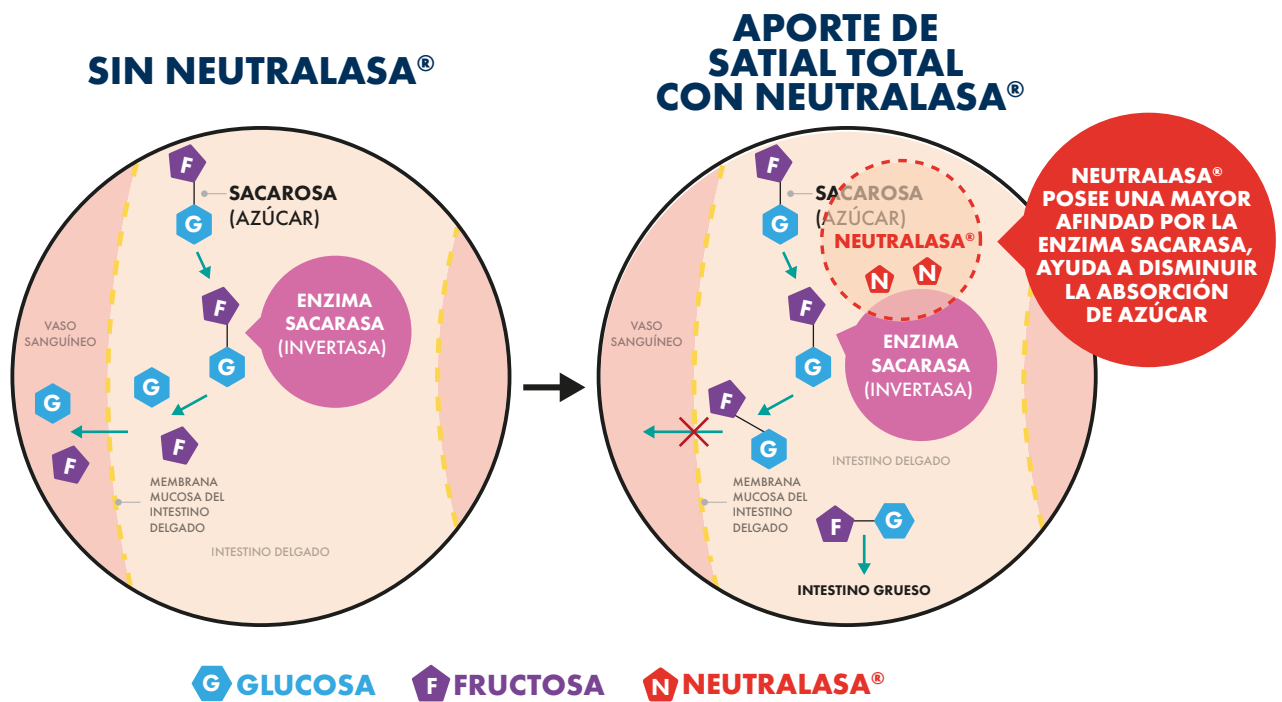 SIN NEUTRALASA®
F
SACAROSA
(AZÚCAR)
G
F
ENZIMA
SACARASA
(INVERTASA)
VASO
SANGUÍNEO
G
G
G
F
F
MEMBRANA
MUCOSA DEL
INTESTINO
DELGADO
INTESTINO DELGADO
APORTE DE
SATIAL TOTAL
CON NEUTRALASA®
F
SACAROSA
(AZÚCAR)
G
NEUTRALASA®
N
N
F
ENZIMA
SACARASA
(INVERTASA)
VASO
SANGUÍNEO
G
F
G
INTESTINO DELGADO
MEMBRANA
MUCOSA DEL
INTESTINO
DELGADO
F
G
INTESTINO GRUESO
NEUTRALASA®
POSEE UNA MAYOR
AFINDAD POR LA
ENZIMA SACARASA,
AYUDA A DISMINUIR
LA ABSORCIÓN
DE AZÚCAR
G GLUCOSA
F FRUCTOSA
N NEUTRALASA®